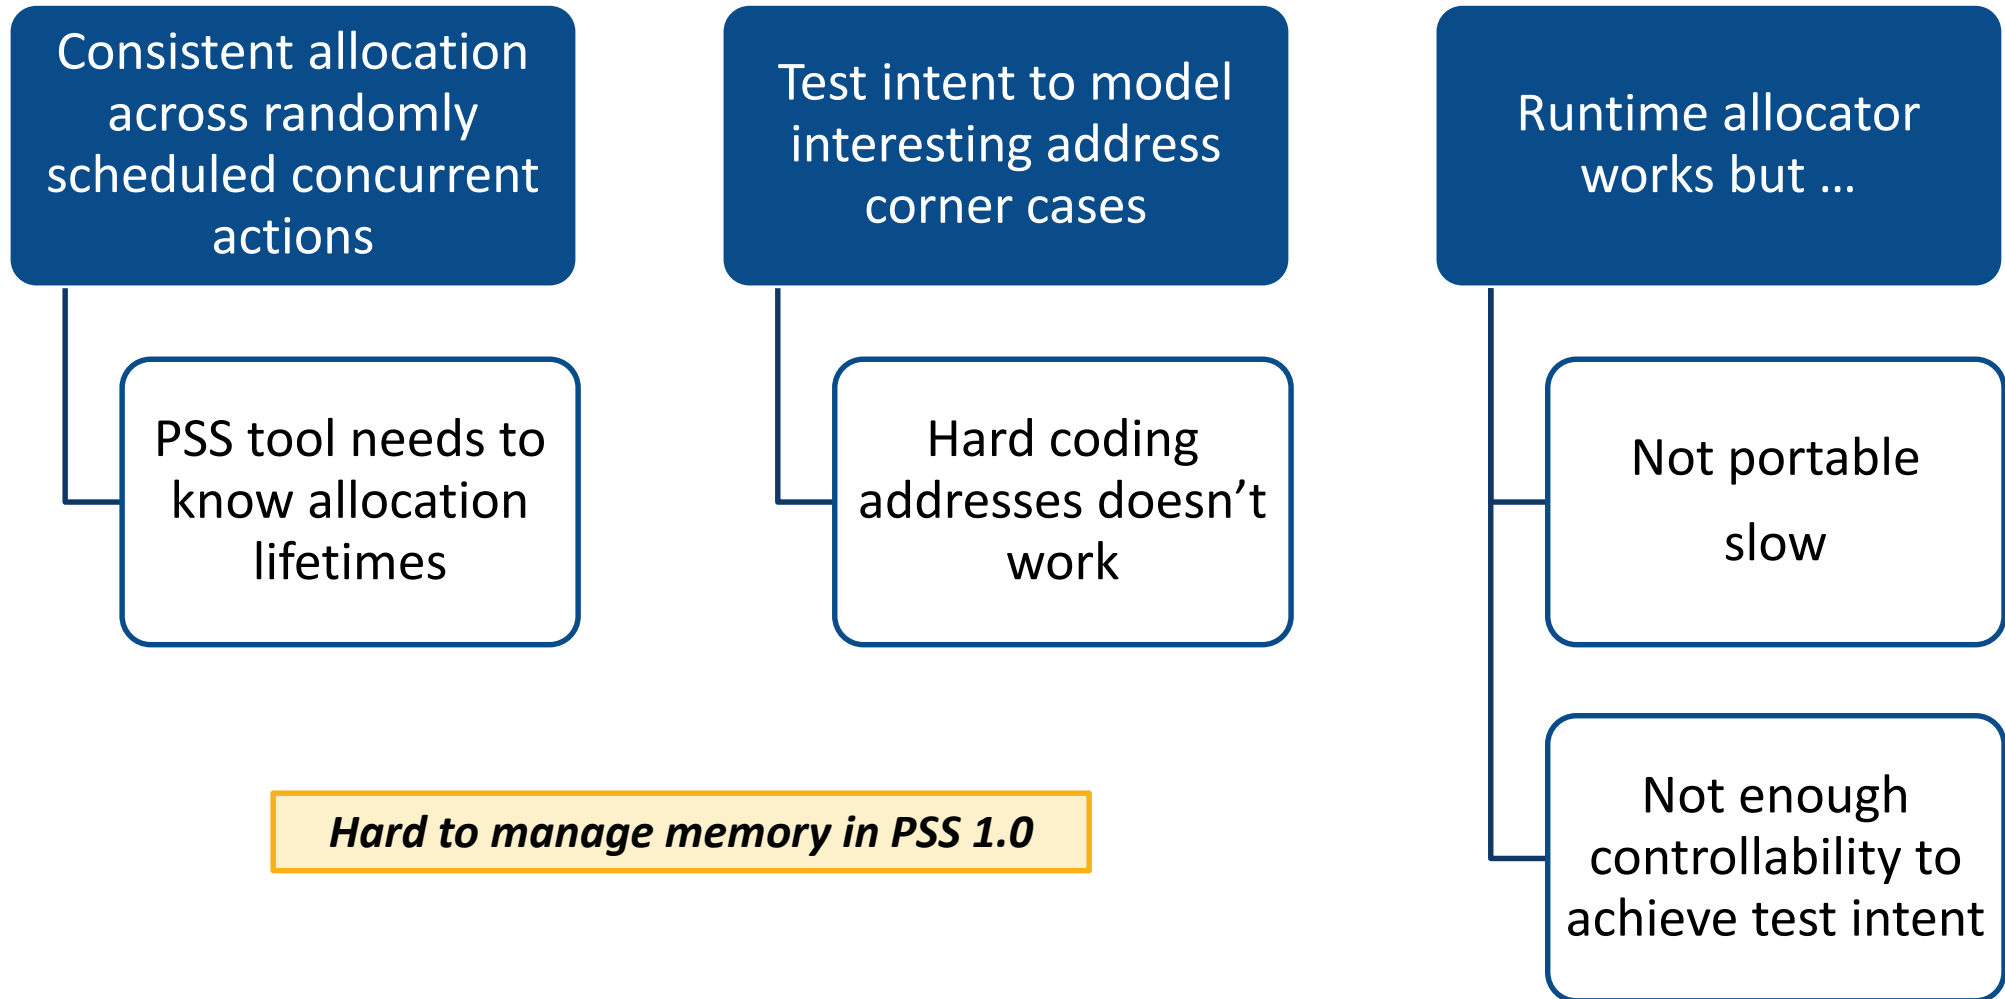 Consistent allocation
across randomly
scheduled concurrent
actions
PSS tool needs to
know allocation
lifetimes
Test intent to model
interesting address
corner cases
Hard coding
addresses doesn’t
work
Runtime allocator
works but …
Not portable
slow
Not enough
controllability to
achieve test intent
Hard to manage memory in PSS 1.0